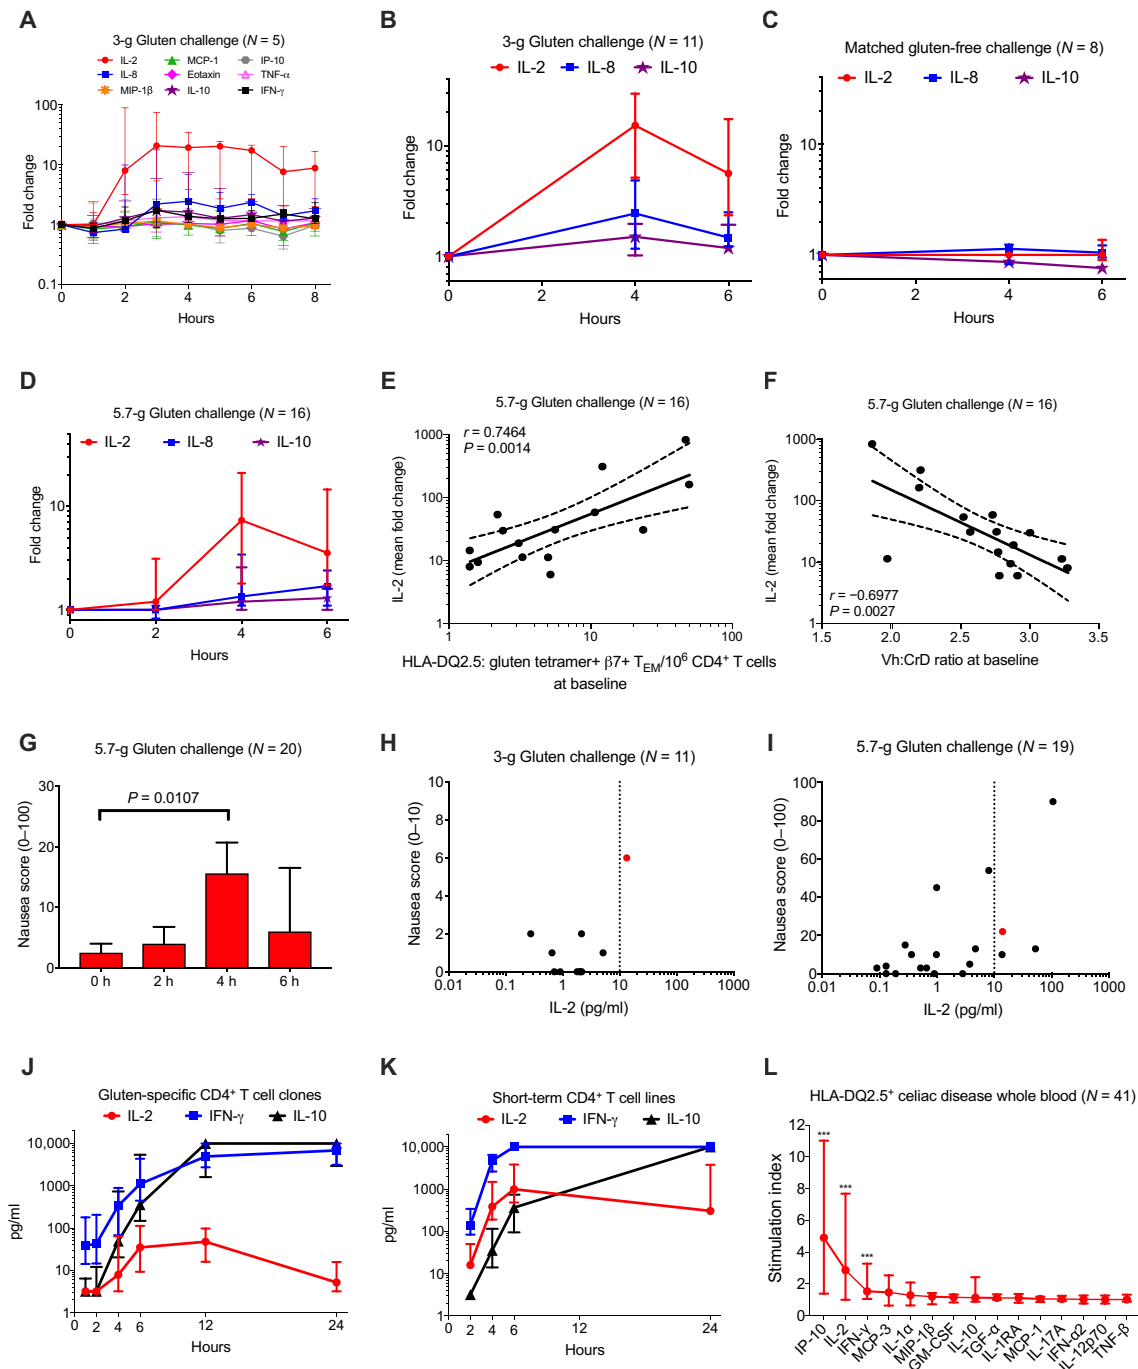 A
3-g Gluten challenge (N = 5)
IL-2 MCP-1 IP-10
IL-8 Eotaxin TNF-α
MIP-1β IL-10 IFN-γ
Fold change
100
10
1
0.1
0 2 4 6 8
Hours
B
3-g Gluten challenge (N = 11)
IL-2 IL-8 IL-10
Fold change
10
1
0 2 4 6
Hours
C
Matched gluten-free challenge (N = 8)
IL-2 IL-8 IL-10
Fold change
10
1
0 2 4 6
Hours
D
5.7-g Gluten challenge (N = 16)
IL-2 IL-8 IL-10
Fold change
10
1
0 2 4 6
Hours
E
5.7-g Gluten challenge (N = 16)
r = 0.7464
P = 0.0014
IL-2 (mean fold change)
1000
100
10
1
1 10 100
HLA-DQ2.5: gluten tetramer+ β7+ TEM/10⁶ CD4⁺ T cells
at baseline
F
5.7-g Gluten challenge (N = 16)
IL-2 (mean fold change)
1000
100
10
1
r = −0.6977
P = 0.0027
1.5 2.0 2.5 3.0 3.5
Vh:CrD ratio at baseline
G
5.7-g Gluten challenge (N = 20)
P = 0.0107
Nausea score (0–100)
30
20
10
0
0 h 2 h 4 h 6 h
H
3-g Gluten challenge (N = 11)
Nausea score (0–10)
10
8
6
4
2
0
0.01 0.1 1 10 100 1000
IL-2 (pg/ml)
I
5.7-g Gluten challenge (N = 19)
Nausea score (0–100)
100
80
60
40
20
0
0.01 0.1 1 10 100 1000
IL-2 (pg/ml)
J
Gluten-specific CD4⁺ T cell clones
IL-2 IFN-γ IL-10
pg/ml
10,000
1000
100
10
1
0 2 4 6 12 24
Hours
K
Short-term CD4⁺ T cell lines
IL-2 IFN-γ IL-10
pg/ml
10,000
1000
100
10
1
0 2 4 6 12 24
Hours
L
HLA-DQ2.5⁺ celiac disease whole blood (N = 41)
Stimulation index
12
10
8
6
4
2
0
*** *** ***
IP-10
IL-2
IFN-γ
MCP-3
IL-1α
MIP-1β
GM-CSF
IL-10
TGF-α
IL-1RA
MCP-1
IL-17A
IFN-α2
IL-12p70
TNF-β